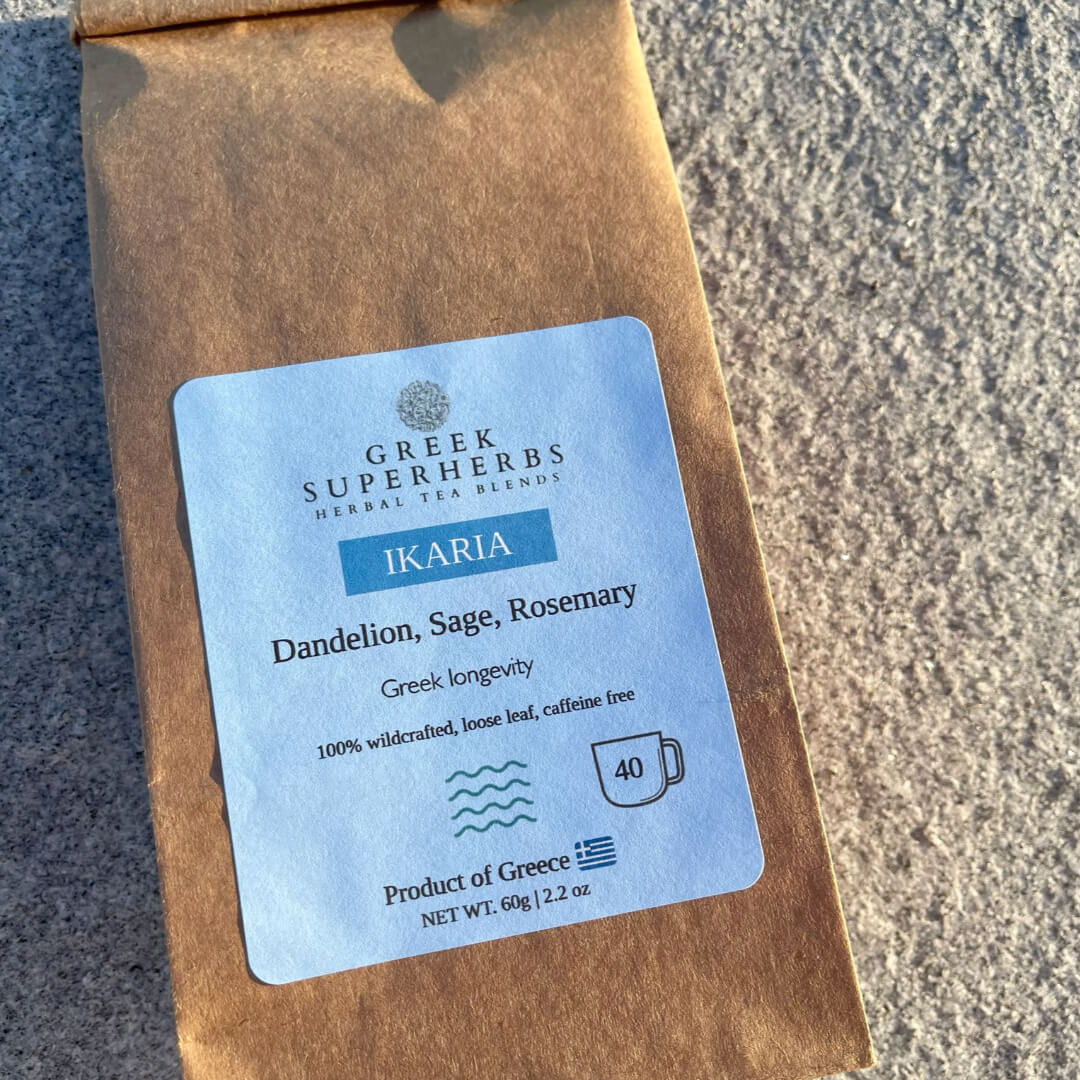 GREEK
SUPERHERBS
HERBAL TEA BLENDS
IKARIA
Dandelion, Sage, Rosemary
Greek longevity
100% wildcrafted, loose leaf, caffeine free
40
Product of Greece
NET WT. 60g | 2.2 oz